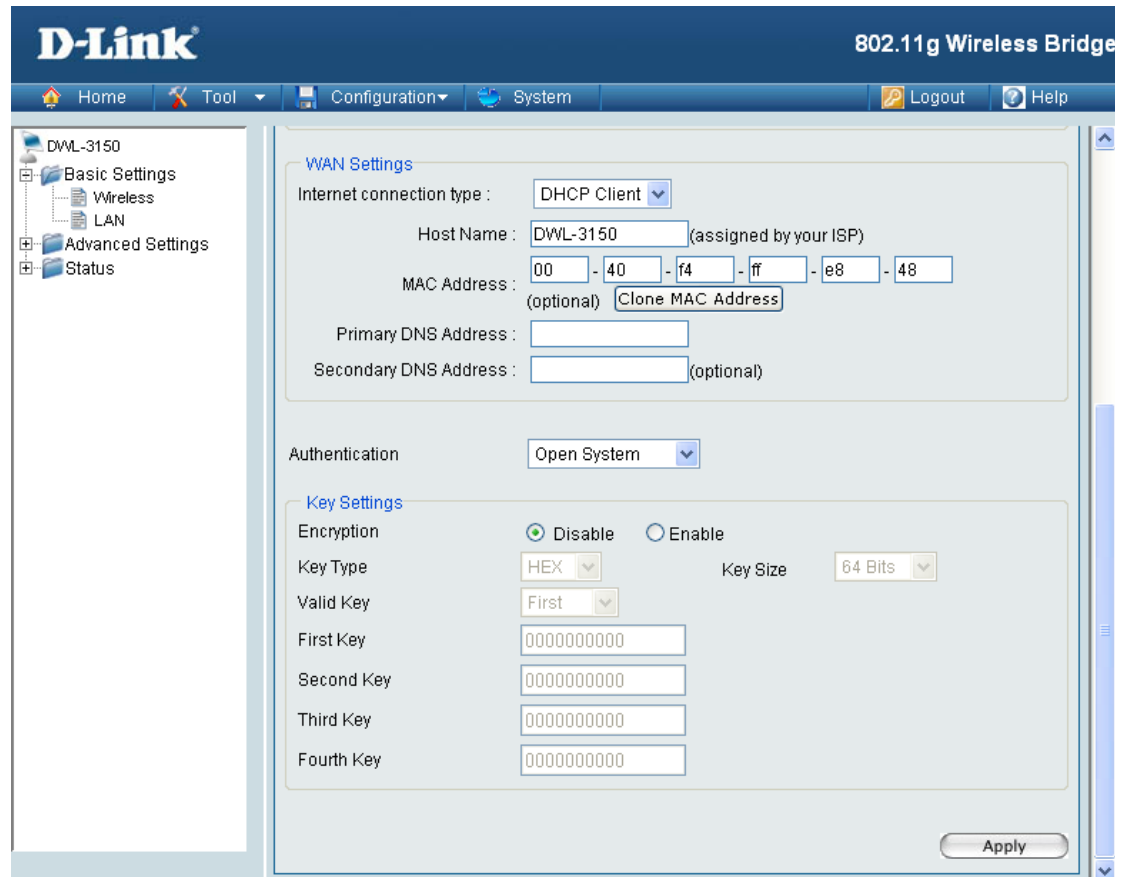 D-Link
802.11g Wireless Bridge
Home Tool Configuration System Logout Help
DWL-3150
Basic Settings
Wireless
LAN
Advanced Settings
Status
WAN Settings
Internet connection type : DHCP Client
Host Name : DWL-3150 (assigned by your ISP)
MAC Address : 00 - 40 - f4 - ff - e8 - 48
(optional) Clone MAC Address
Primary DNS Address :
Secondary DNS Address : (optional)
Authentication Open System
Key Settings
Encryption Disable Enable
Key Type HEX Key Size 64 Bits
Valid Key First
First Key 0000000000
Second Key 0000000000
Third Key 0000000000
Fourth Key 0000000000
Apply